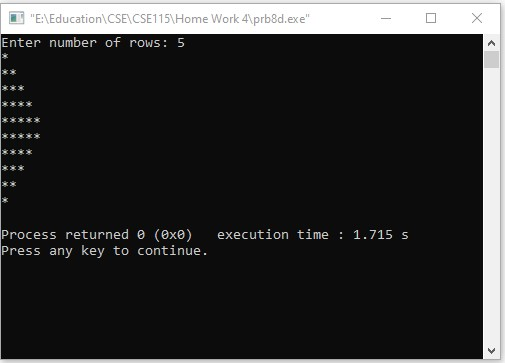 "E:\Education\CSE\CSE115\Home Work 4\prb8d.exe"
Enter number of rows: 5
*
**
***
****
*****
*****
****
***
**
*
Process returned 0 (0x0)   execution time : 1.715 s
Press any key to continue.